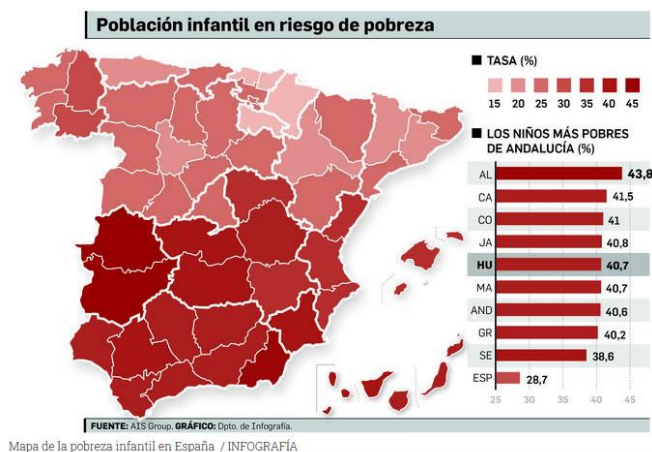 Población infantil en riesgo de pobreza
TASA (%)
15 20 25 30 35 40 45
LOS NIÑOS MÁS POBRES
DE ANDALUCÍA (%)
AL 43,8
CA 41,5
CO 41
JA 40,8
HU 40,7
MA 40,7
AND 40,6
GR 40,2
SE 38,6
ESP 28,7
25 30 35 40 45
FUENTE: AIS Group. GRÁFICO: Dpto. de Infografía.
Mapa de la pobreza infantil en España / INFOGRAFÍA